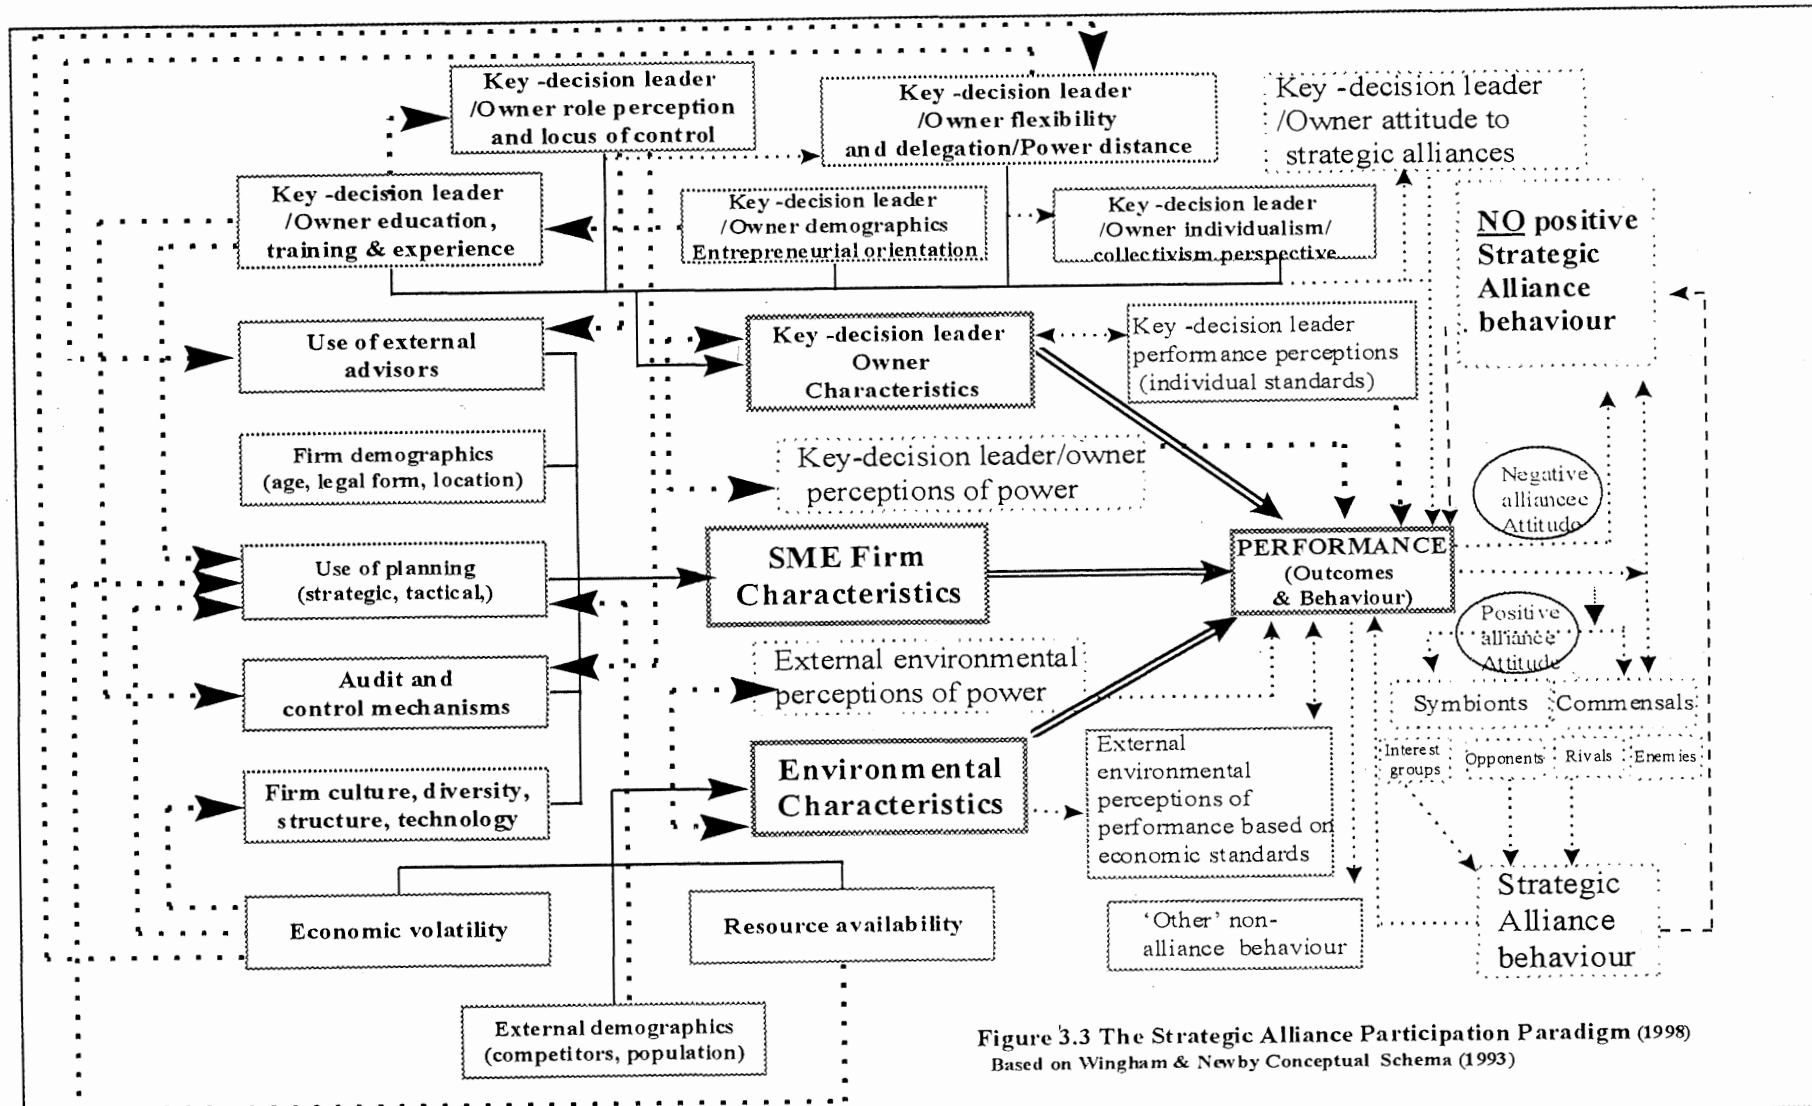 Key -decision leader
/Owner role perception
and locus of control
Key -decision leader
/Owner flexibility
and delegation/Power distance
Key -decision leader
/Owner attitude to
strategic alliances
Key -decision leader
/Owner education,
training & experience
Key -decision leader
/Owner demographics
Entrepreneurial orientation
Key -decision leader
/Owner individualism/
collectivism perspective
NO positive
Strategic
Alliance
behaviour
Use of external
advisors
Key -decision leader
Owner
Characteristics
Key -decision leader
performance perceptions
(individual standards)
Firm demographics
(age, legal form, location)
Key-decision leader/owner
perceptions of power
Negative
alliancee
Attitude
Use of planning
(strategic, tactical,)
SME Firm
Characteristics
PERFORMANCE
(Outcomes
& Behaviour)
Positive
alliance
Attitude
Audit and
control mechanisms
External environmental
perceptions of power
Symbionts
Commensals
Interest
groups
Opponents
Rivals
Enemies
Firm culture, diversity,
structure, technology
Environmental
Characteristics
External
environmental
perceptions of
performance based on
economic standards
Economic volatility
Resource availability
'Other' non-
alliance behaviour
Strategic
Alliance
behaviour
External demographics
(competitors, population)
Figure 3.3 The Strategic Alliance Participation Paradigm (1998)
Based on Wingham & Newby Conceptual Schema (1993)